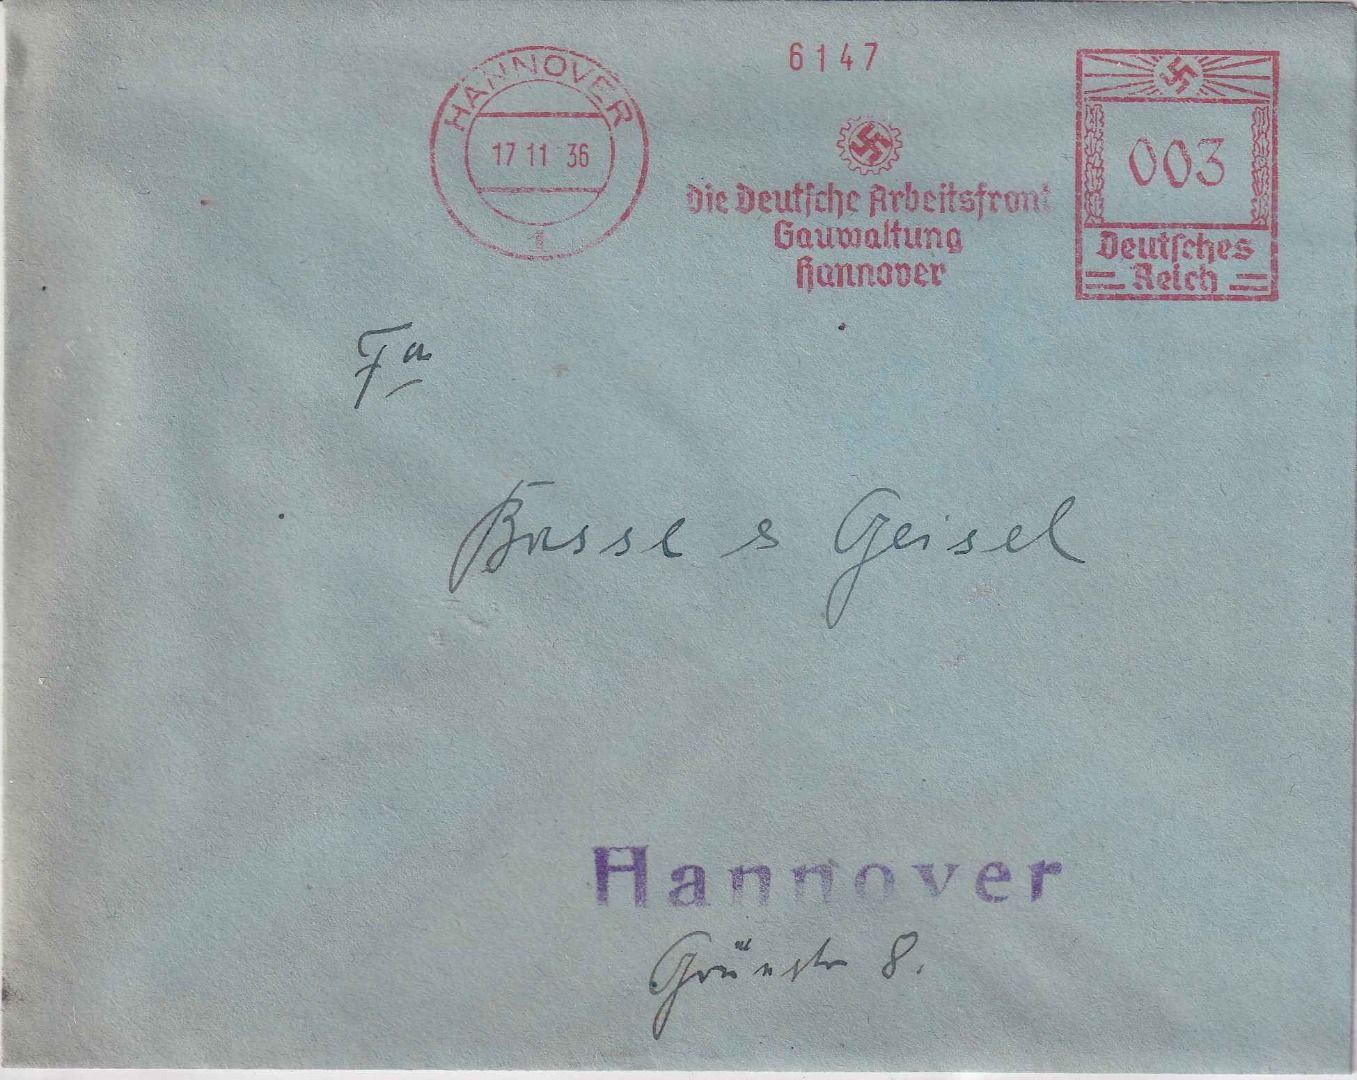 HANNOVER
17 11 36
1
6147
Die Deutsche Arbeitsfront
Gauwaltung
Hannover
003
Deutsches
Reich
Fa
Busse & Geisel
Hannover
Grünstr 8.